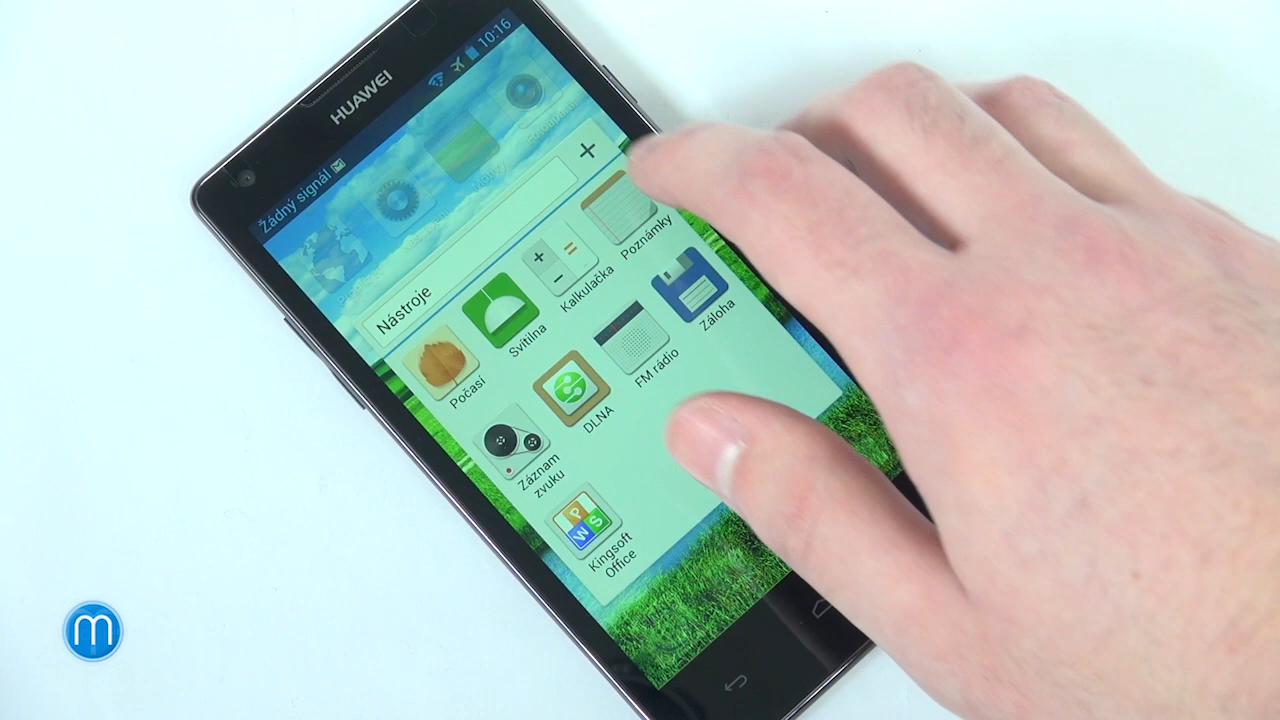 HUAWEI
Žádný signál
10:16
Nástroje
+
Počasí
Svítilna
Kalkulačka
Poznámky
Záznam
zvuku
DLNA
FM rádio
Záloha
P
W S
Kingsoft
Office
m